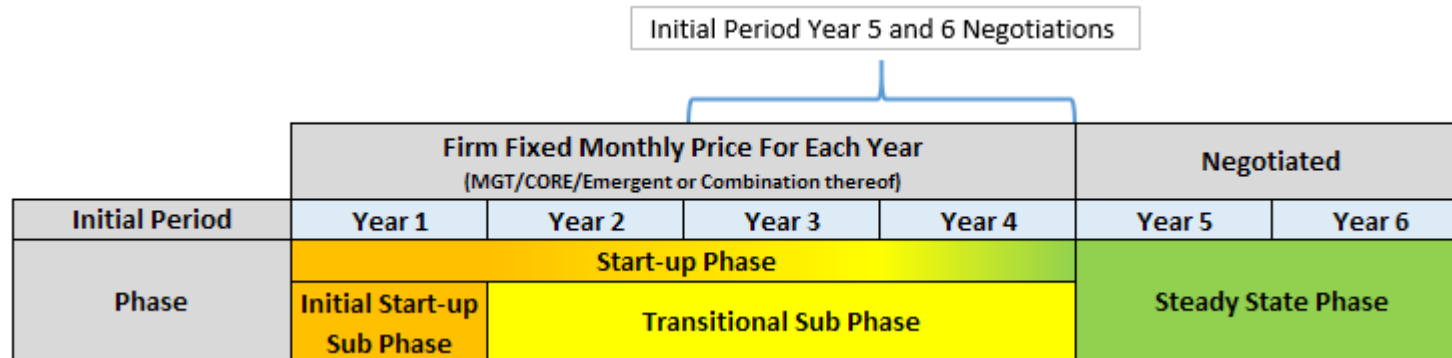 Initial Period Year 5 and 6 Negotiations
Firm Fixed Monthly Price For Each Year
(MGT/CORE/Emergent or Combination thereof)
Negotiated
Initial Period
Year 1
Year 2
Year 3
Year 4
Year 5
Year 6
Phase
Start-up Phase
Initial Start-up
Sub Phase
Transitional Sub Phase
Steady State Phase